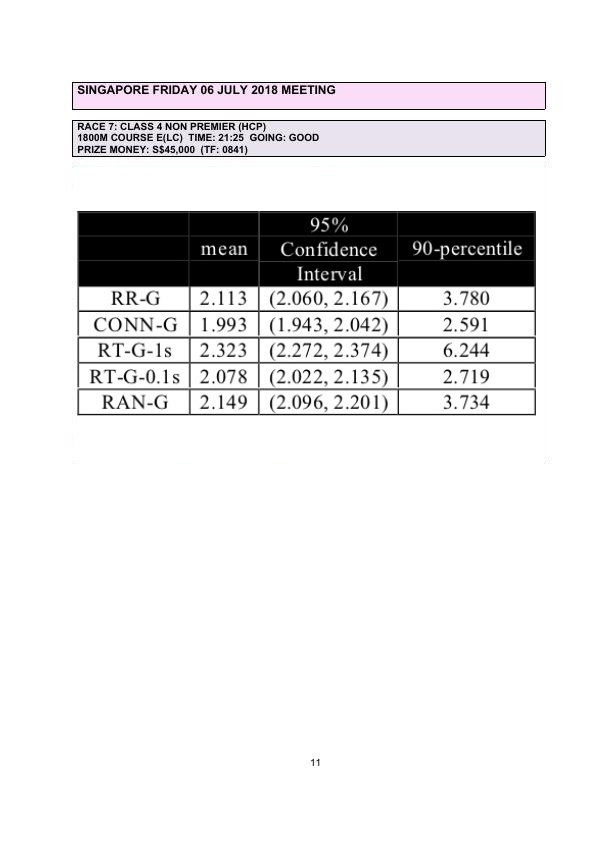 SINGAPORE FRIDAY 06 JULY 2018 MEETING
RACE 7: CLASS 4 NON PREMIER (HCP)
1800M COURSE E(LC) TIME: 21:25 GOING: GOOD
PRIZE MONEY: S$45,000 (TF: 0841)
mean 95% Confidence Interval 90-percentile
RR-G 2.113 (2.060, 2.167) 3.780
CONN-G 1.993 (1.943, 2.042) 2.591
RT-G-1s 2.323 (2.272, 2.374) 6.244
RT-G-0.1s 2.078 (2.022, 2.135) 2.719
RAN-G 2.149 (2.096, 2.201) 3.734
11